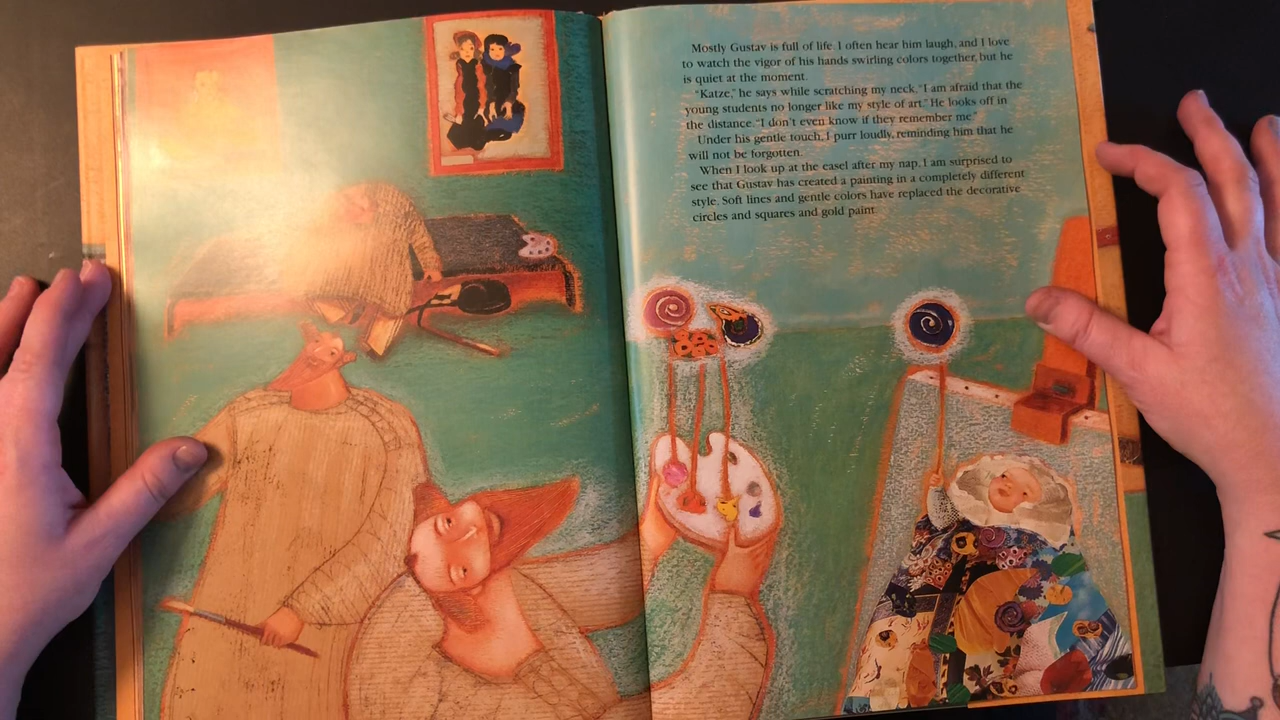 Mostly Gustav is full of life. I often hear him laugh, and I love
to watch the vigor of his hands swirling colors together, but he
is quiet at the moment.
"Katze," he says while scratching my neck. "I am afraid that the
young students no longer like my style of art." He looks off in
the distance. "I don't even know if they remember me."
Under his gentle touch, I purr loudly, reminding him that he
will not be forgotten.
When I look up at the easel after my nap, I am surprised to
see that Gustav has created a painting in a completely different
style. Soft lines and gentle colors have replaced the decorative
circles and squares and gold paint.